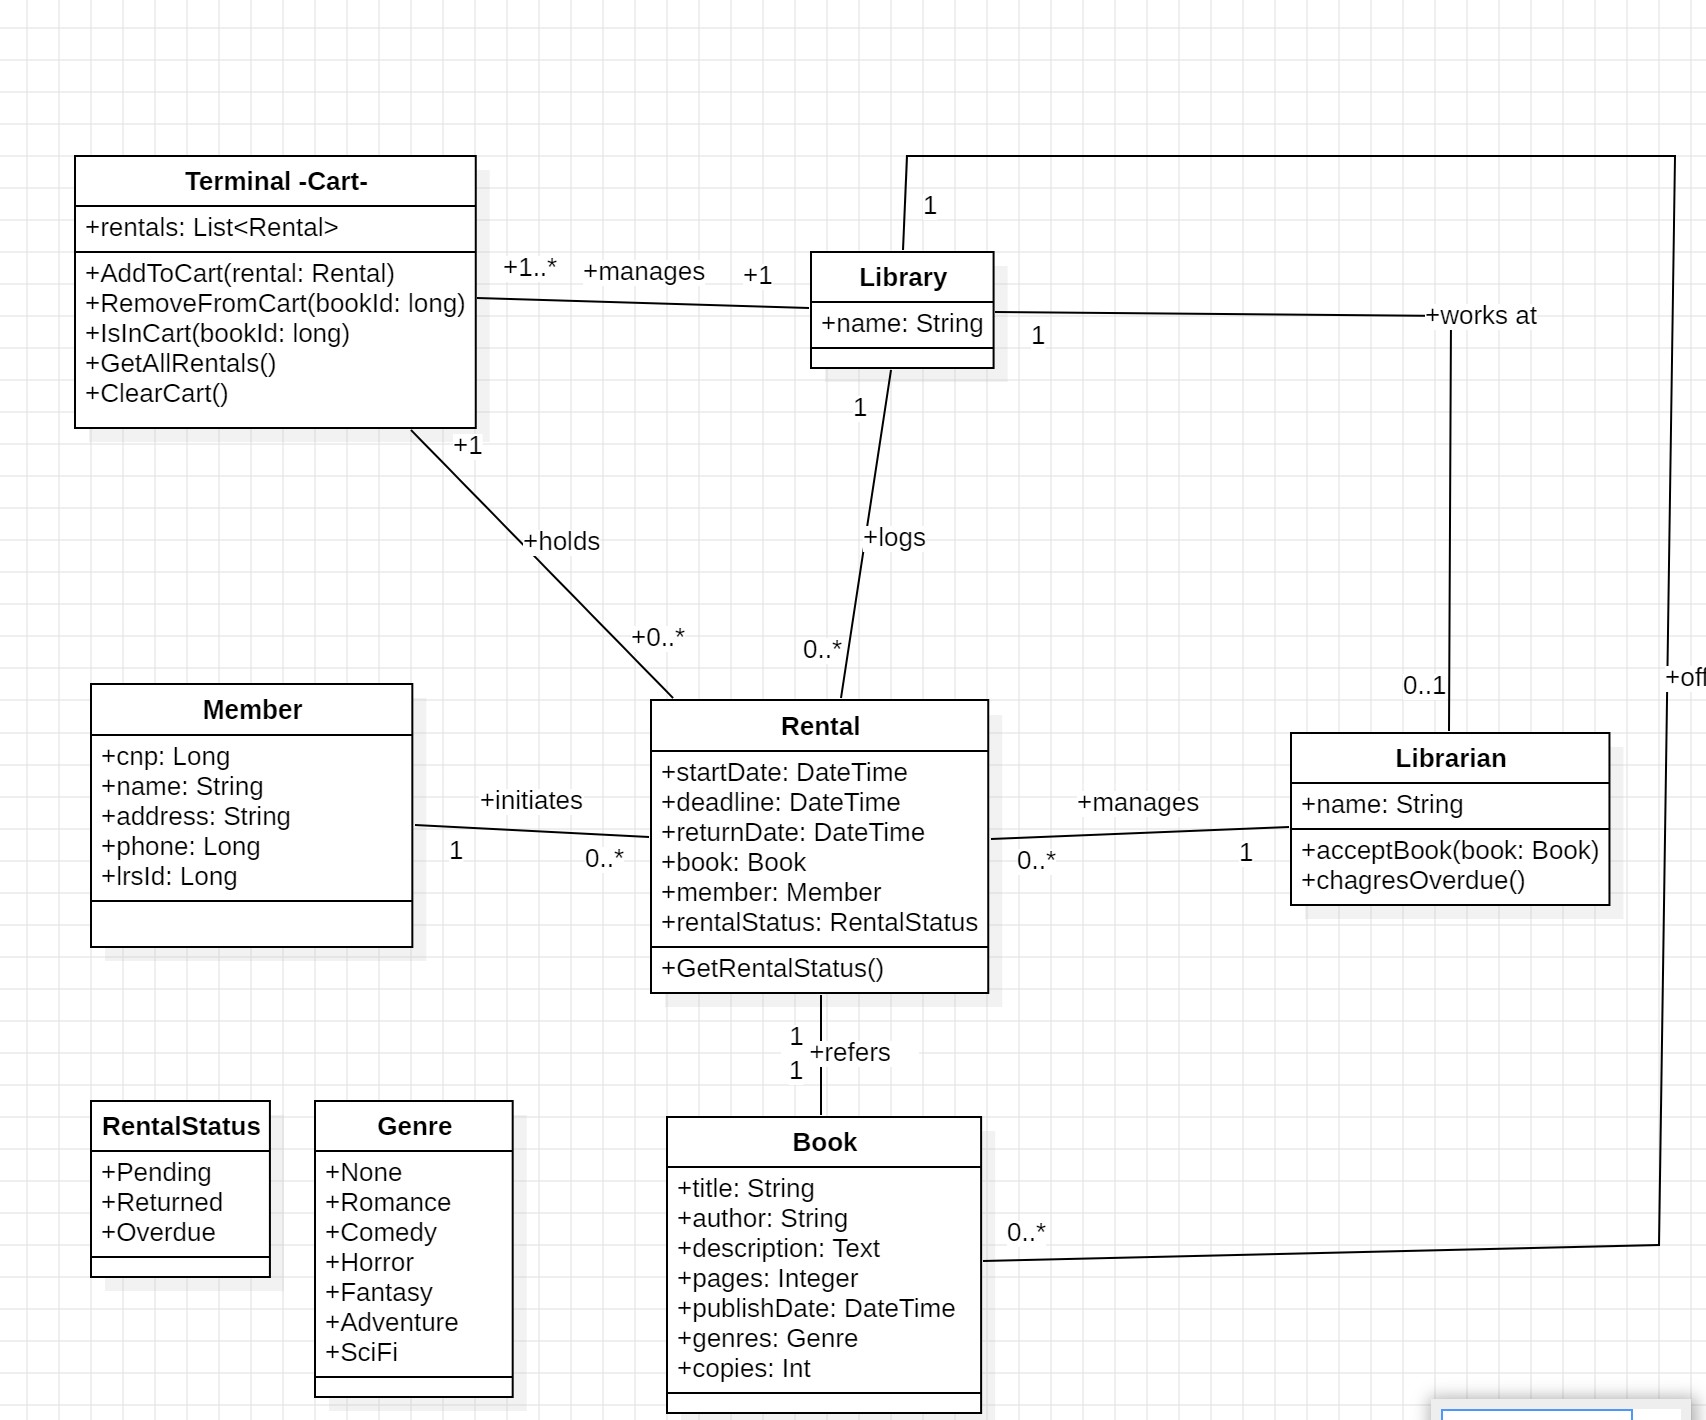 Terminal -Cart-
+rentals: List<Rental>
+AddToCart(rental: Rental)
+RemoveFromCart(bookId: long)
+IsInCart(bookId: long)
+GetAllRentals()
+ClearCart()
+1..*
+manages
+1
1
Library
+name: String
1
+works at
+1
1
+holds
+logs
+0..*
0..*
0..1
+off
Member
+cnp: Long
+name: String
+address: String
+phone: Long
+lrsId: Long
+initiates
1
0..*
Rental
+startDate: DateTime
+deadline: DateTime
+returnDate: DateTime
+book: Book
+member: Member
+rentalStatus: RentalStatus
+GetRentalStatus()
+manages
0..*
1
Librarian
+name: String
+acceptBook(book: Book)
+chagresOverdue()
1
+refers
1
RentalStatus
+Pending
+Returned
+Overdue
Genre
+None
+Romance
+Comedy
+Horror
+Fantasy
+Adventure
+SciFi
Book
+title: String
+author: String
+description: Text
+pages: Integer
+publishDate: DateTime
+genres: Genre
+copies: Int
0..*